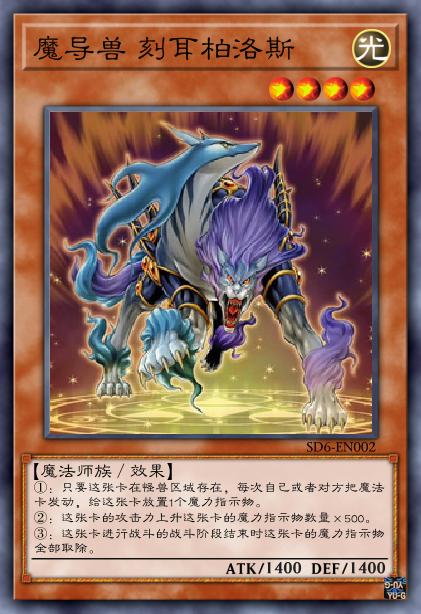 魔导兽 刻耳柏洛斯
光
SD6-EN002
【魔法师族／效果】
①：只要这张卡在怪兽区域存在，每次自己或者对方把魔法
卡发动，给这张卡放置1个魔力指示物。
②：这张卡的攻击力上升这张卡的魔力指示物数量×500。
③：这张卡进行战斗的战斗阶段结束时这张卡的魔力指示物
全部取除。
ATK/1400 DEF/1400